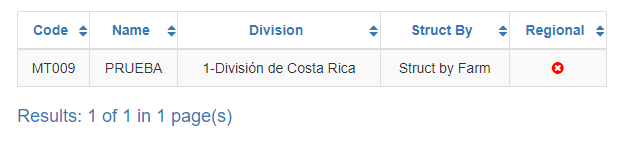 Code Name Division Struct By Regional
MT009 PRUEBA 1-División de Costa Rica Struct by Farm
Results: 1 of 1 in 1 page(s)